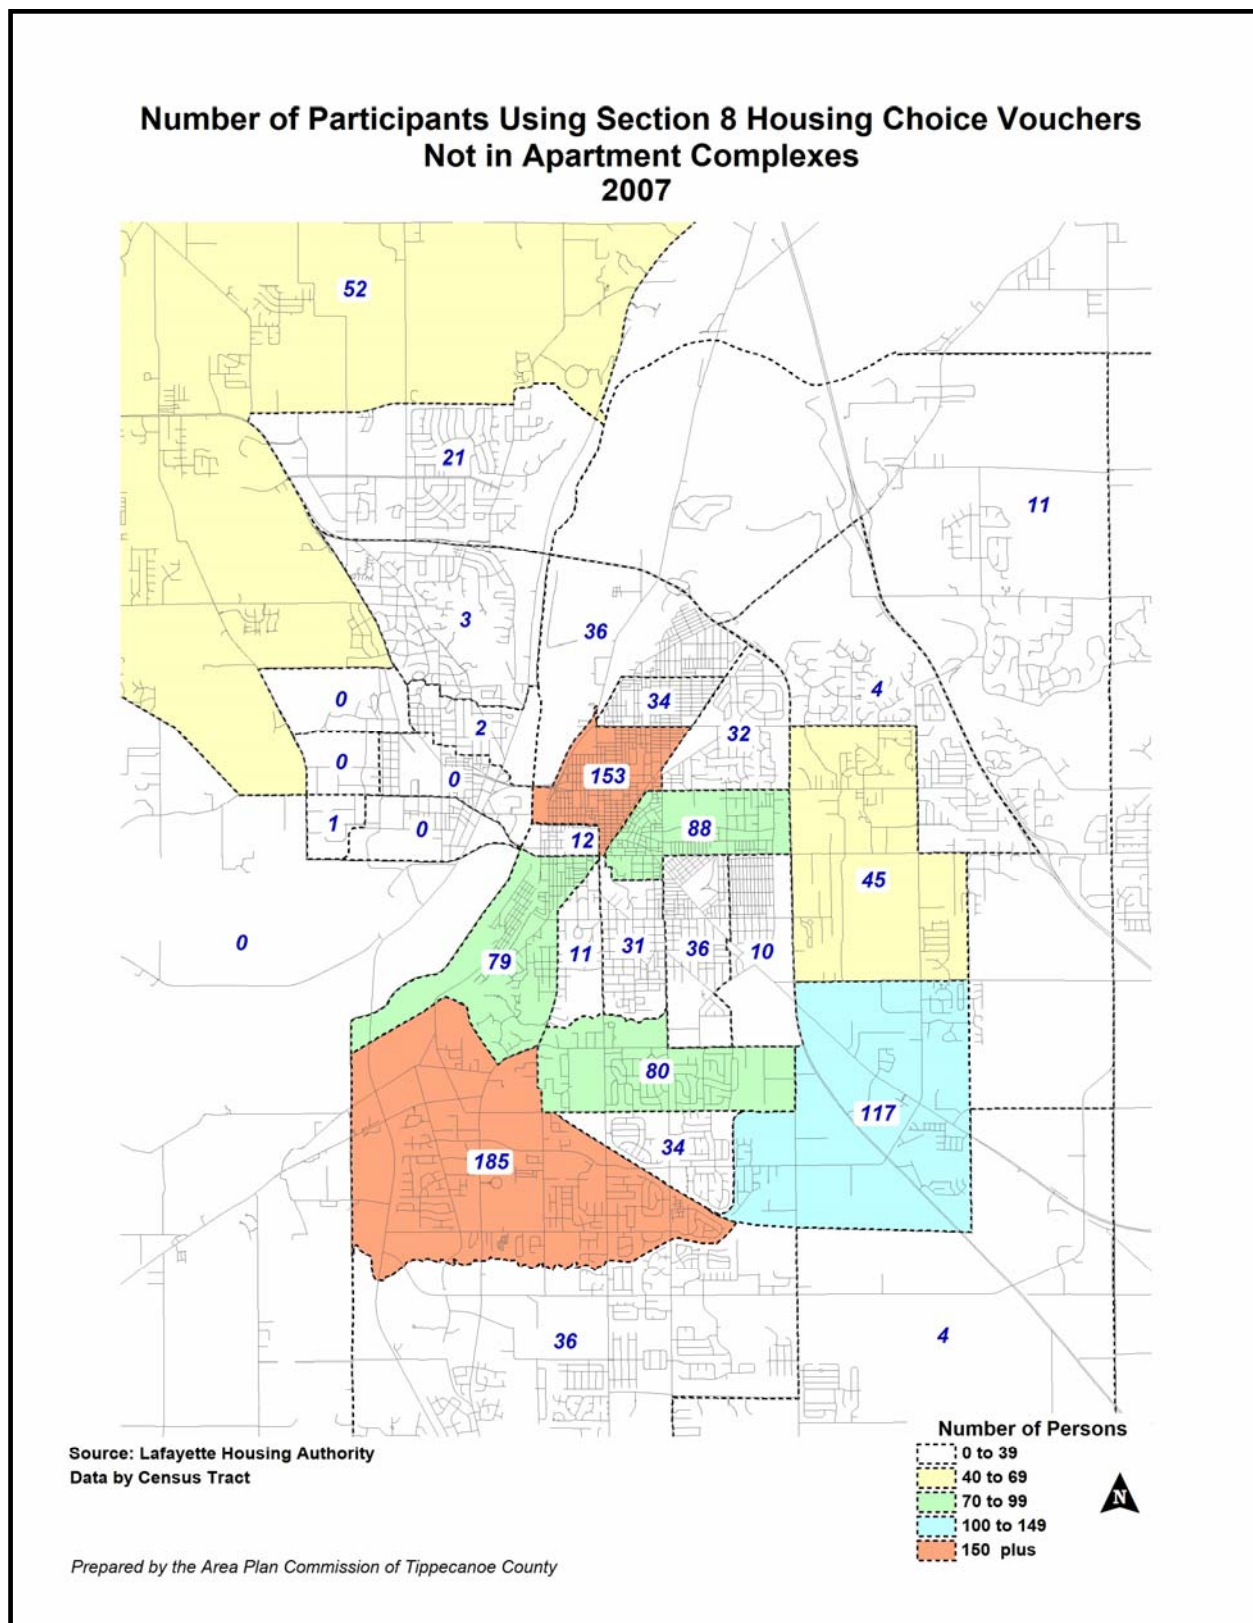 Number of Participants Using Section 8 Housing Choice Vouchers
Not in Apartment Complexes
2007
52
21
11
3
36
0
34
4
2
32
0
0
153
1
0
12
88
45
0
79
11
31
36
10
80
117
34
185
36
4
Number of Persons
0 to 39
40 to 69
70 to 99
100 to 149
150 plus
N
Source: Lafayette Housing Authority
Data by Census Tract
Prepared by the Area Plan Commission of Tippecanoe County